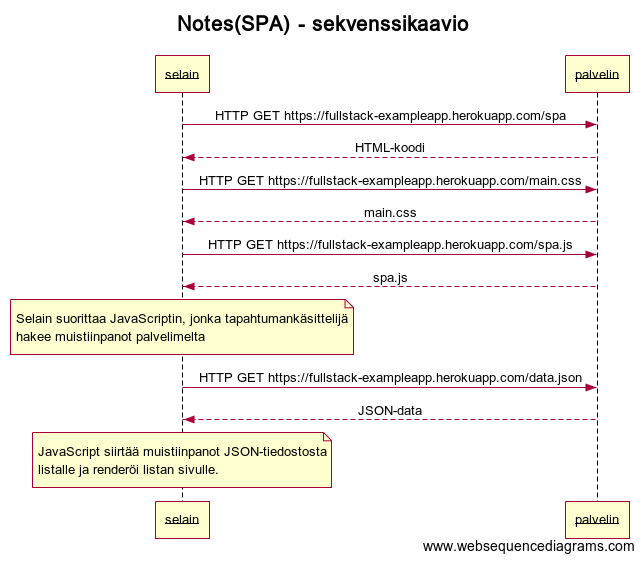 Notes(SPA) - sekvenssikaavio
selain
palvelin
HTTP GET https://fullstack-exampleapp.herokuapp.com/spa
HTML-koodi
HTTP GET https://fullstack-exampleapp.herokuapp.com/main.css
main.css
HTTP GET https://fullstack-exampleapp.herokuapp.com/spa.js
spa.js
Selain suorittaa JavaScriptin, jonka tapahtumankäsittelijä
hakee muistiinpanot palvelimelta
HTTP GET https://fullstack-exampleapp.herokuapp.com/data.json
JSON-data
JavaScript siirtää muistiinpanot JSON-tiedostosta
listalle ja renderöi listan sivulle.
selain
palvelin
www.websequencediagrams.com